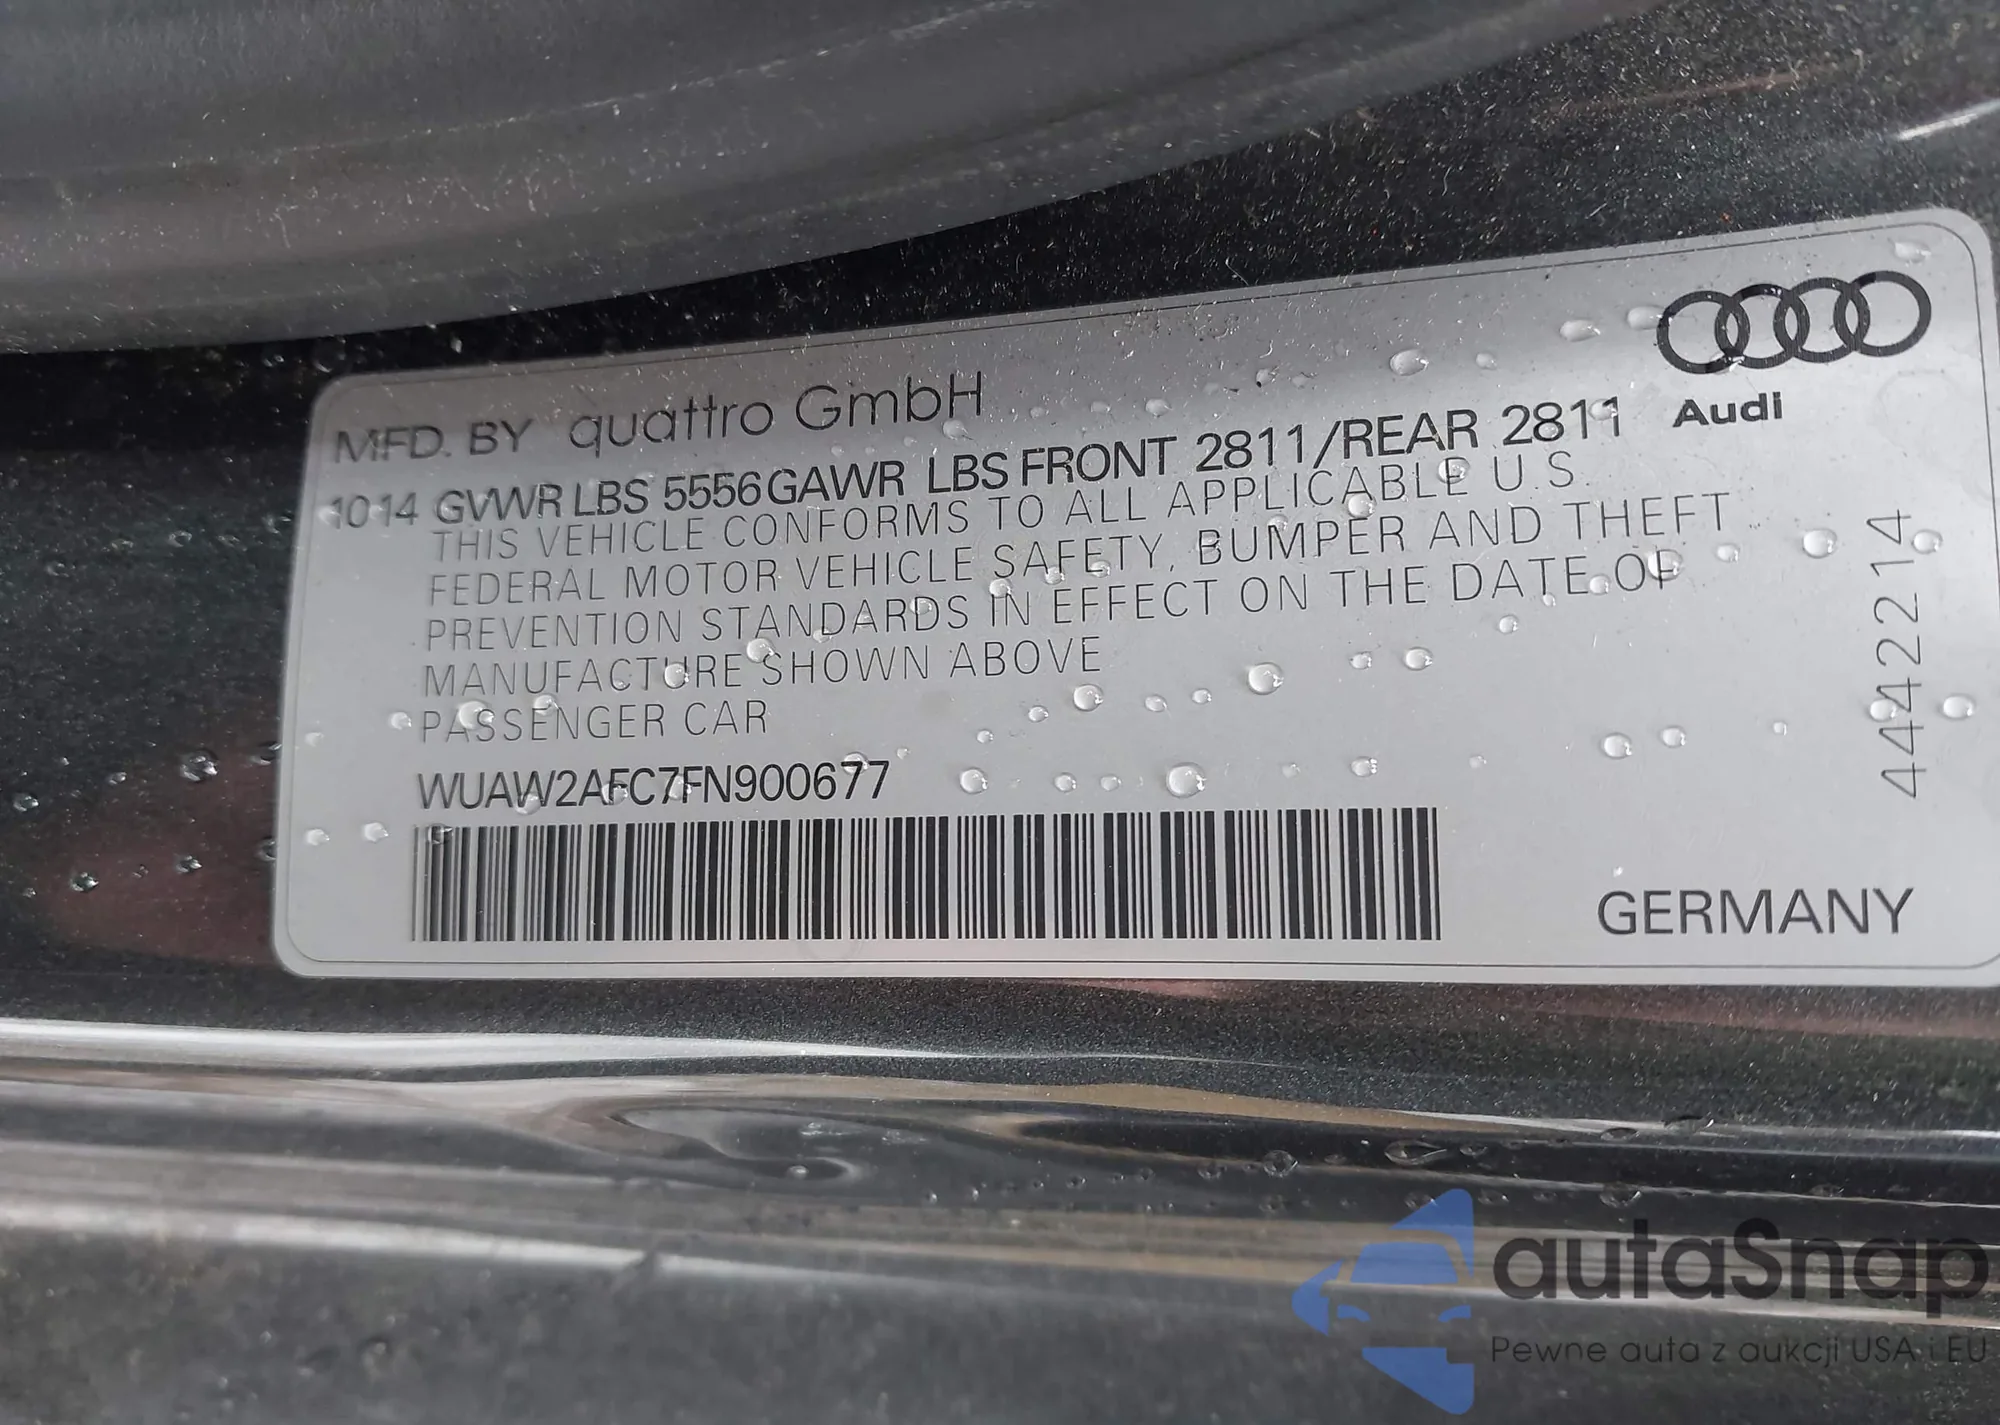 MFD. BY quattro GmbH
Audi
1014 GVWR LBS 5556 GAWR LBS FRONT 2811/REAR 2811
THIS VEHICLE CONFORMS TO ALL APPLICABLE U.S.
FEDERAL MOTOR VEHICLE SAFETY, BUMPER AND THEFT
PREVENTION STANDARDS IN EFFECT ON THE DATE OF
MANUFACTURE SHOWN ABOVE
PASSENGER CAR
WUAW2AFC7FN900677
4442214
GERMANY
autaSnap
Pewne auta z aukcji USA i EU